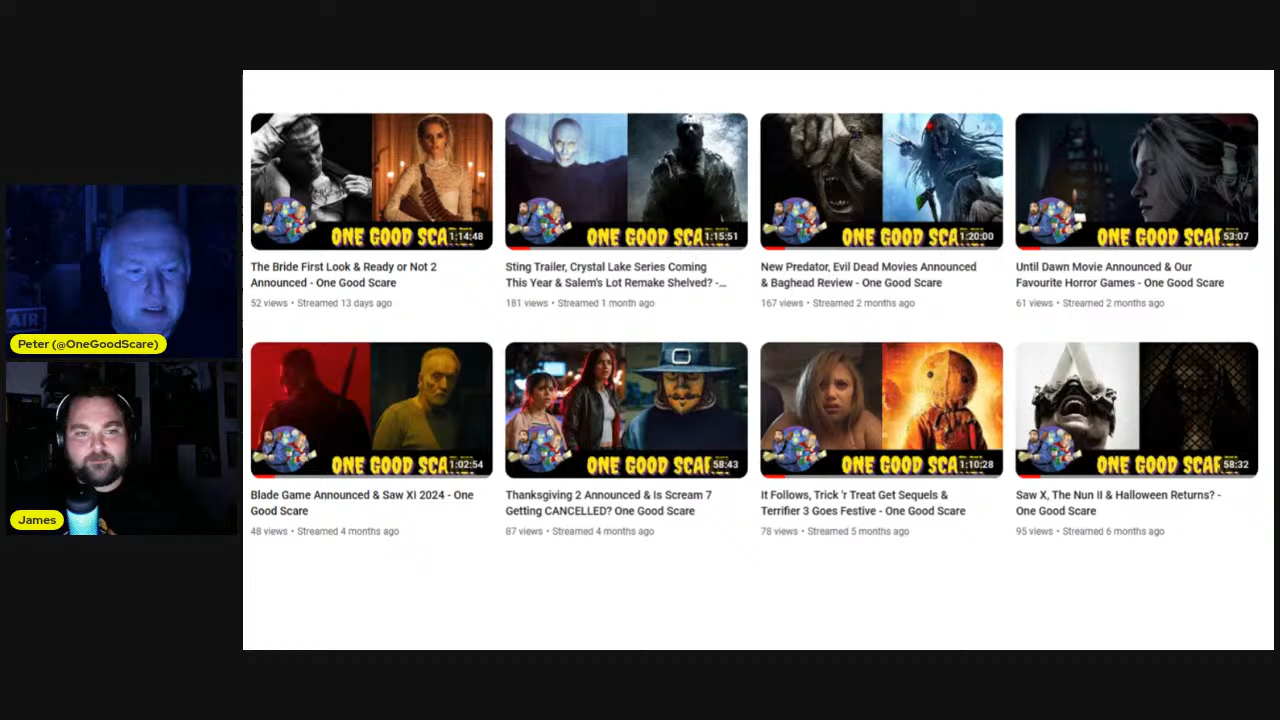 ONE GOOD SCA
1:14:48
ONE GOOD SCA
1:15:51
ONE GOOD SCA
1:20:00
ONE GOOD SCAR
53:07
The Bride First Look & Ready or Not 2
Announced - One Good Scare
52 views • Streamed 13 days ago
Sting Trailer, Crystal Lake Series Coming
This Year & Salem's Lot Remake Shelved? -...
181 views • Streamed 1 month ago
New Predator, Evil Dead Movies Announced
& Baghead Review - One Good Scare
167 views • Streamed 2 months ago
Until Dawn Movie Announced & Our
Favourite Horror Games - One Good Scare
61 views • Streamed 2 months ago
AIR
Peter (@OneGoodScare)
ONE GOOD SCA
1:02:54
ONE GOOD SCAR
58:43
ONE GOOD SCA
1:10:28
ONE GOOD SCAR
58:32
Blade Game Announced & Saw XI 2024 - One
Good Scare
48 views • Streamed 4 months ago
Thanksgiving 2 Announced & Is Scream 7
Getting CANCELLED? One Good Scare
87 views • Streamed 4 months ago
It Follows, Trick 'r Treat Get Sequels &
Terrifier 3 Goes Festive - One Good Scare
78 views • Streamed 5 months ago
Saw X, The Nun II & Halloween Returns? -
One Good Scare
95 views • Streamed 6 months ago
James